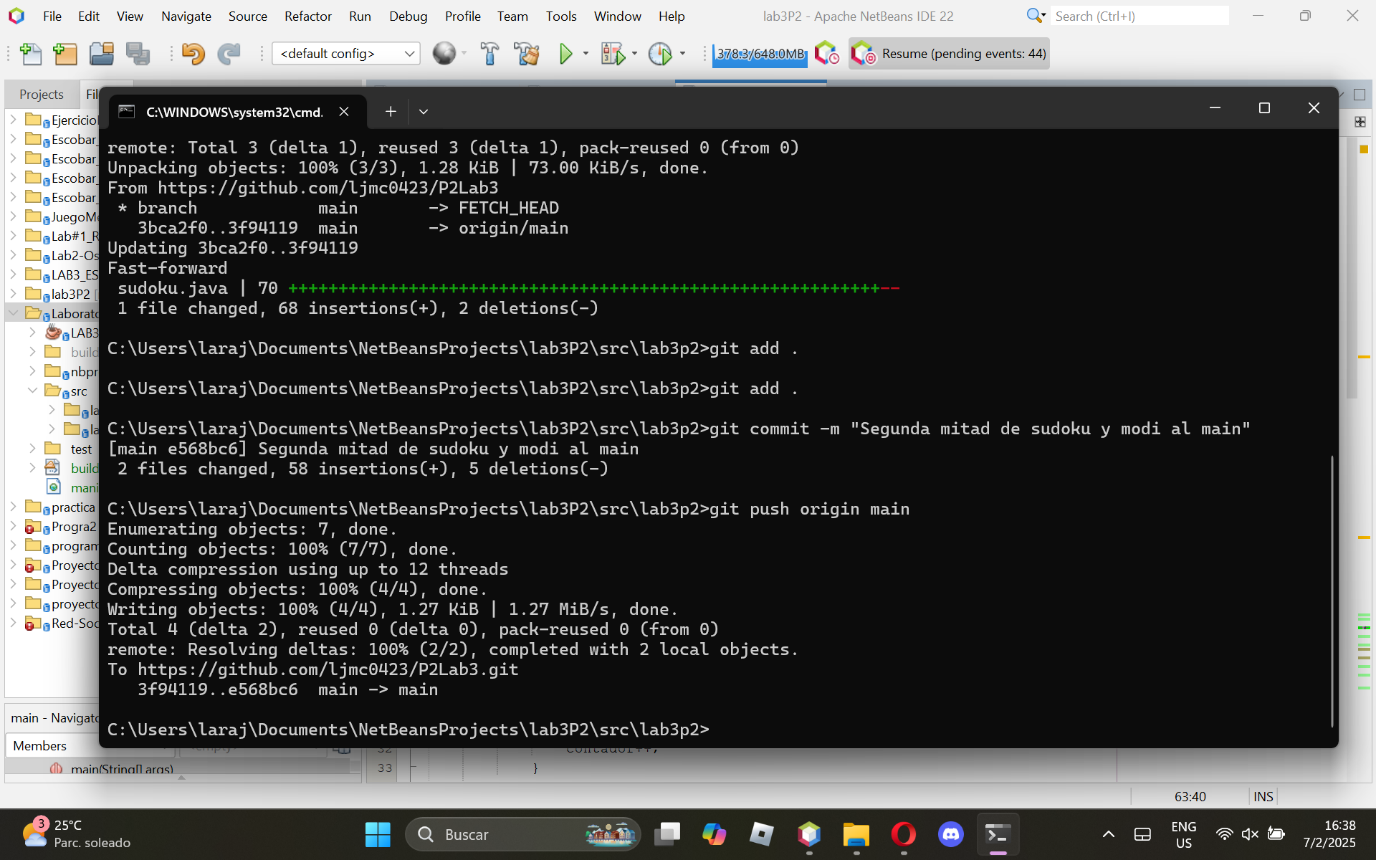 File Edit View Navigate Source Refactor Run Debug Profile Team Tools Window Help
lab3P2 - Apache NetBeans IDE 22
Search (Ctrl+I)
<default config>
378.3/648.0MB
Resume (pending events: 44)
Projects
Fil
Ejercicio
Escobar_
Escobar_
Escobar_
Escobar_
JuegoMo
Lab#1_R
Lab2-Os
LAB3_ES
lab3P2 [
Laborato
LAB3
build
nbpr
src
la
la
test
build
mani
practica
Progra2
program
Proyecto
Proyecto
proyecto
Red-Soc
main - Navigato
Members
main(String[] args)
C:\WINDOWS\system32\cmd.
remote: Total 3 (delta 1), reused 3 (delta 1), pack-reused 0 (from 0)
Unpacking objects: 100% (3/3), 1.28 KiB | 73.00 KiB/s, done.
From https://github.com/ljmc0423/P2Lab3
* branch main -> FETCH_HEAD
3bca2f0..3f94119 main -> origin/main
Updating 3bca2f0..3f94119
Fast-forward
sudoku.java | 70 +++++++++++++++++++++++++++++++++++++++++++++++++++++++++++--
1 file changed, 68 insertions(+), 2 deletions(-)
C:\Users\laraj\Documents\NetBeansProjects\lab3P2\src\lab3p2>git add .
C:\Users\laraj\Documents\NetBeansProjects\lab3P2\src\lab3p2>git add .
C:\Users\laraj\Documents\NetBeansProjects\lab3P2\src\lab3p2>git commit -m "Segunda mitad de sudoku y modi al main"
[main e568bc6] Segunda mitad de sudoku y modi al main
2 files changed, 58 insertions(+), 5 deletions(-)
C:\Users\laraj\Documents\NetBeansProjects\lab3P2\src\lab3p2>git push origin main
Enumerating objects: 7, done.
Counting objects: 100% (7/7), done.
Delta compression using up to 12 threads
Compressing objects: 100% (4/4), done.
Writing objects: 100% (4/4), 1.27 KiB | 1.27 MiB/s, done.
Total 4 (delta 2), reused 0 (delta 0), pack-reused 0 (from 0)
remote: Resolving deltas: 100% (2/2), completed with 2 local objects.
To https://github.com/ljmc0423/P2Lab3.git
3f94119..e568bc6 main -> main
C:\Users\laraj\Documents\NetBeansProjects\lab3P2\src\lab3p2>
32 contador++;
33 }
63:40 INS
3
25°C
Parc. soleado
Buscar
ENG
US
16:38
7/2/2025